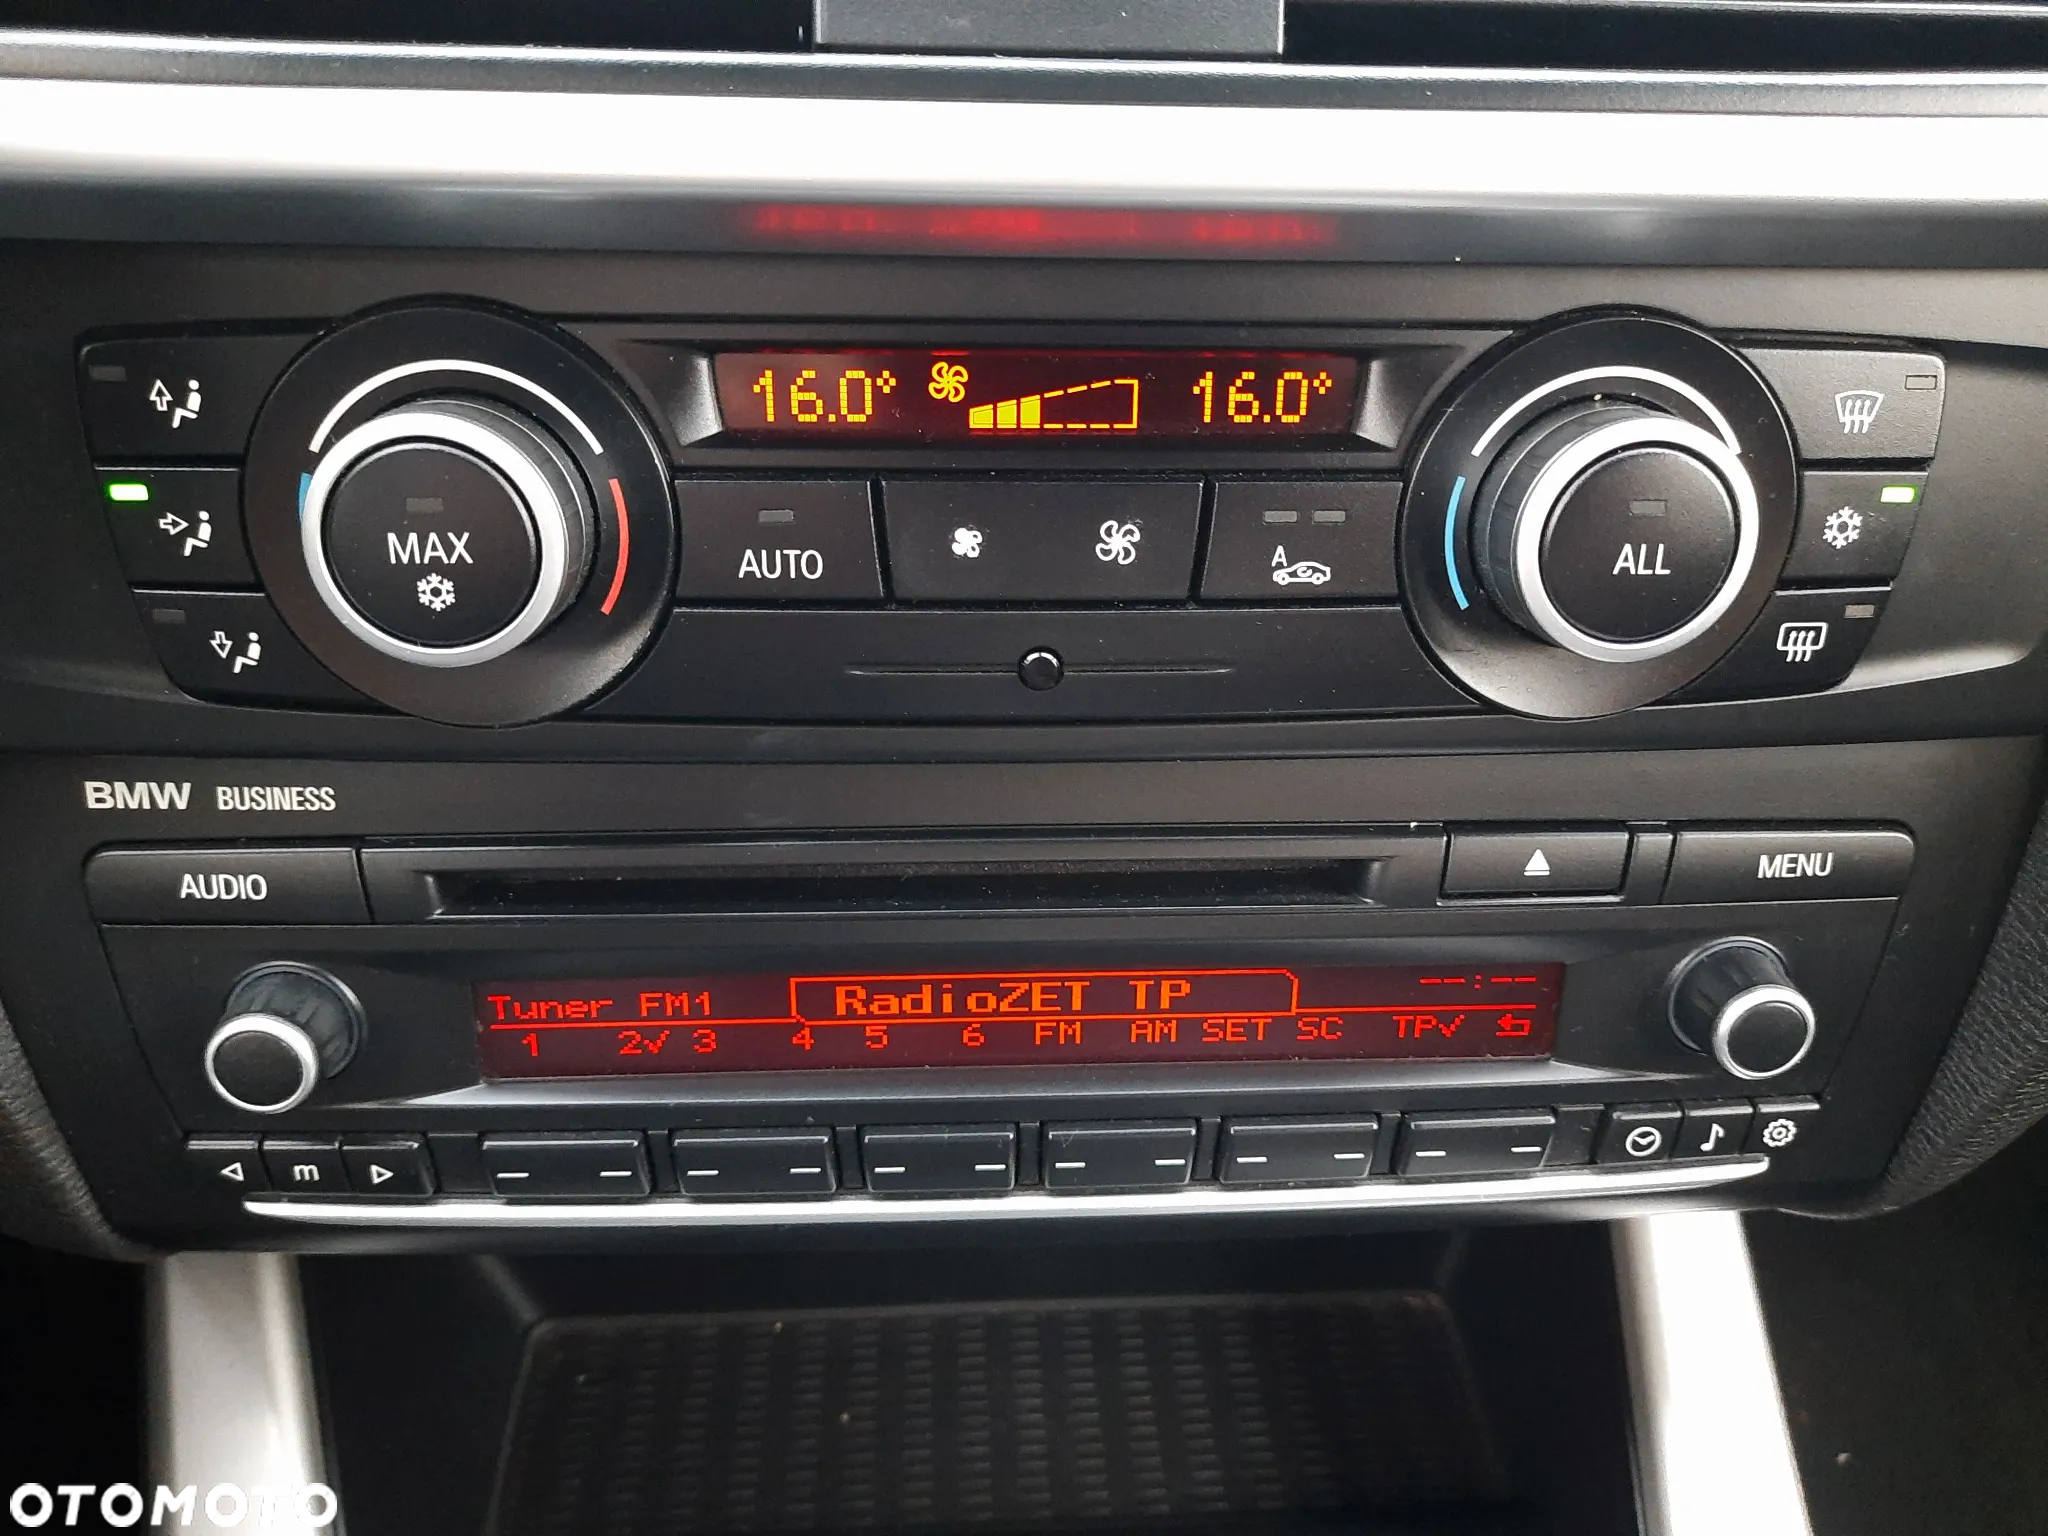 16.0° 16.0°
MAX
AUTO
A
ALL
BMW BUSINESS
AUDIO
MENU
Tuner FM1 RadioZET TP --:--
1 2✓ 3 4 5 6 FM AM SET SC TP✓
m
OTOMOTO